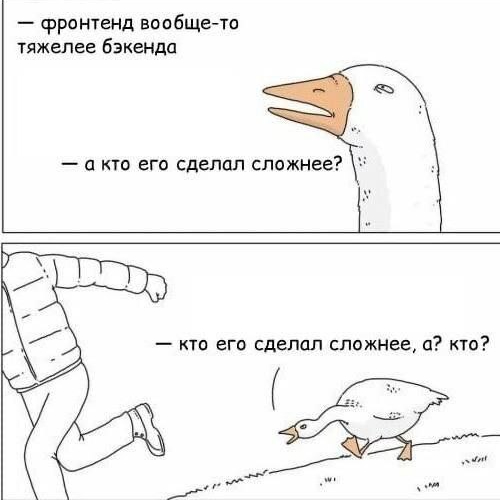 — фронтенд вообще-то
тяжелее бэкенда
— а кто его сделал сложнее?
— кто его сделал сложнее, а? кто?